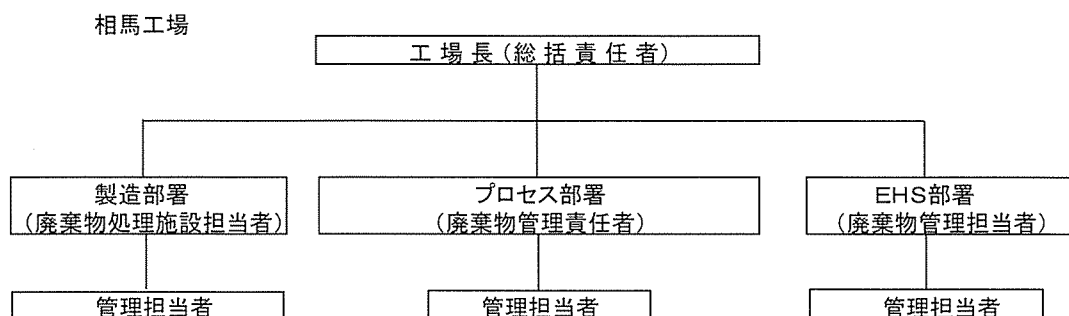 相馬工場
工場長(総括責任者)
製造部署
(廃棄物処理施設担当者)
プロセス部署
(廃棄物管理責任者)
EHS部署
(廃棄物管理担当者)
管理担当者
管理担当者
管理担当者